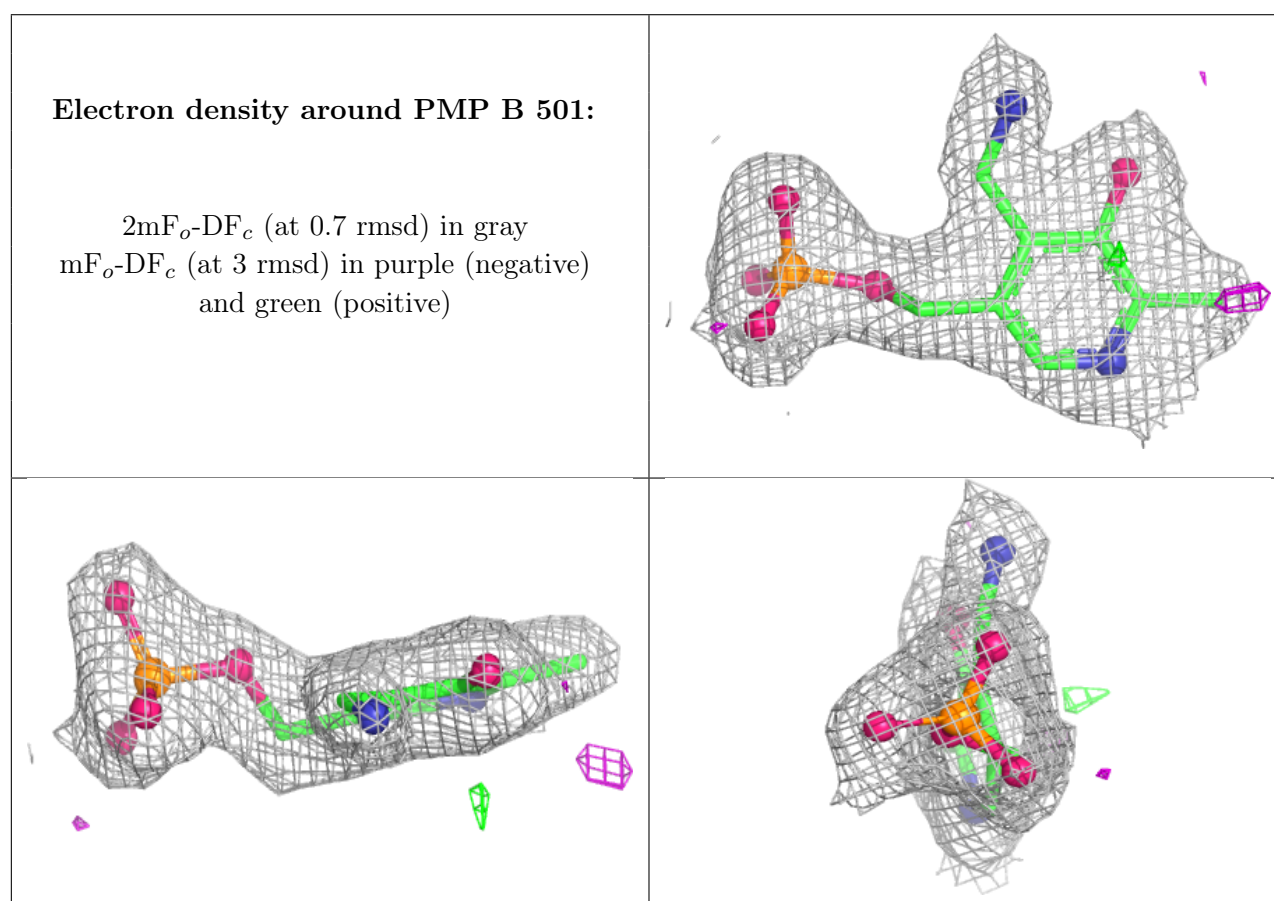 Electron density around PMP B 501:
2mFo-DFc (at 0.7 rmsd) in gray
mFo-DFc (at 3 rmsd) in purple (negative)
and green (positive)